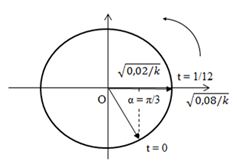 √0,02/k
t = 1/12
O
α = π/3
√0,08/k
t = 0